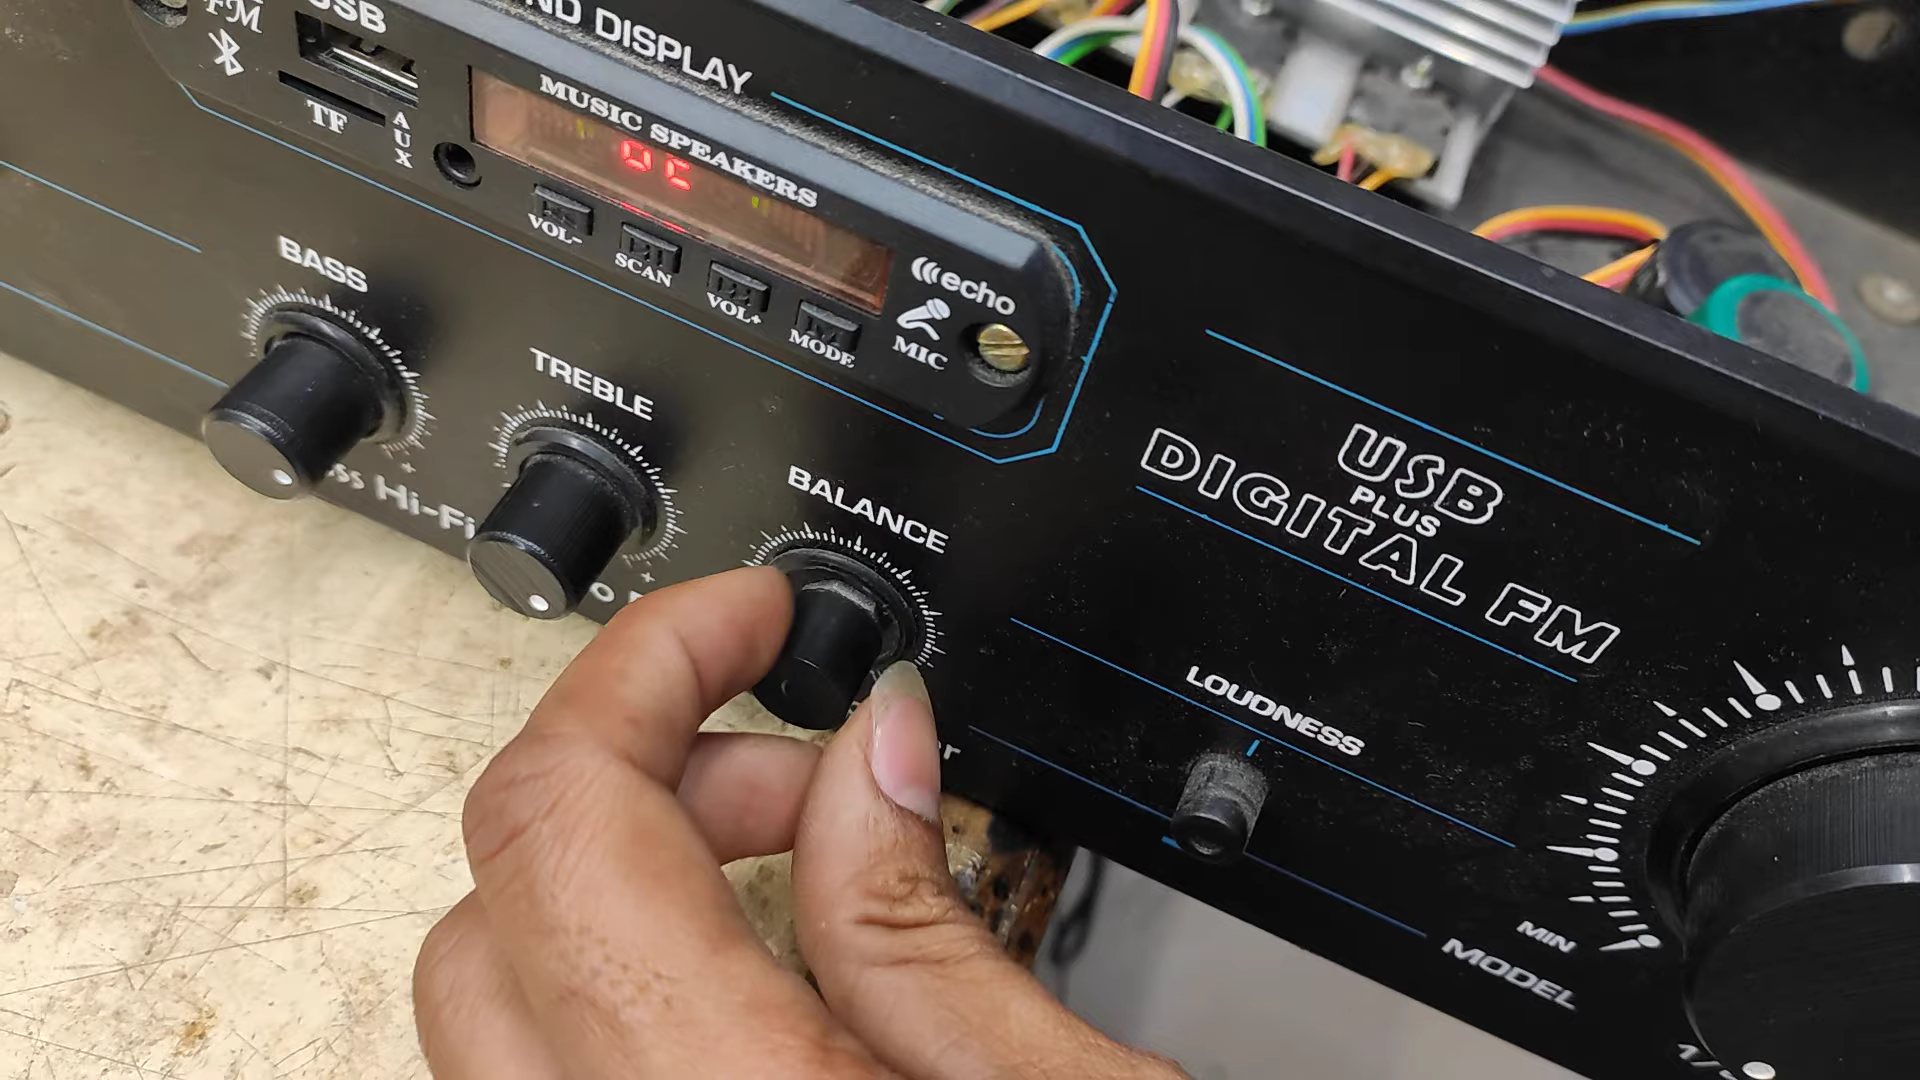 FM
USB
ND DISPLAY
TF
AUX
MUSIC SPEAKERS
VOL-
SCAN
VOL+
MODE
echo
MIC
BASS
TREBLE
BALANCE
Hi-Fi
USB
PLUS
DIGITAL FM
LOUDNESS
MIN
MODEL